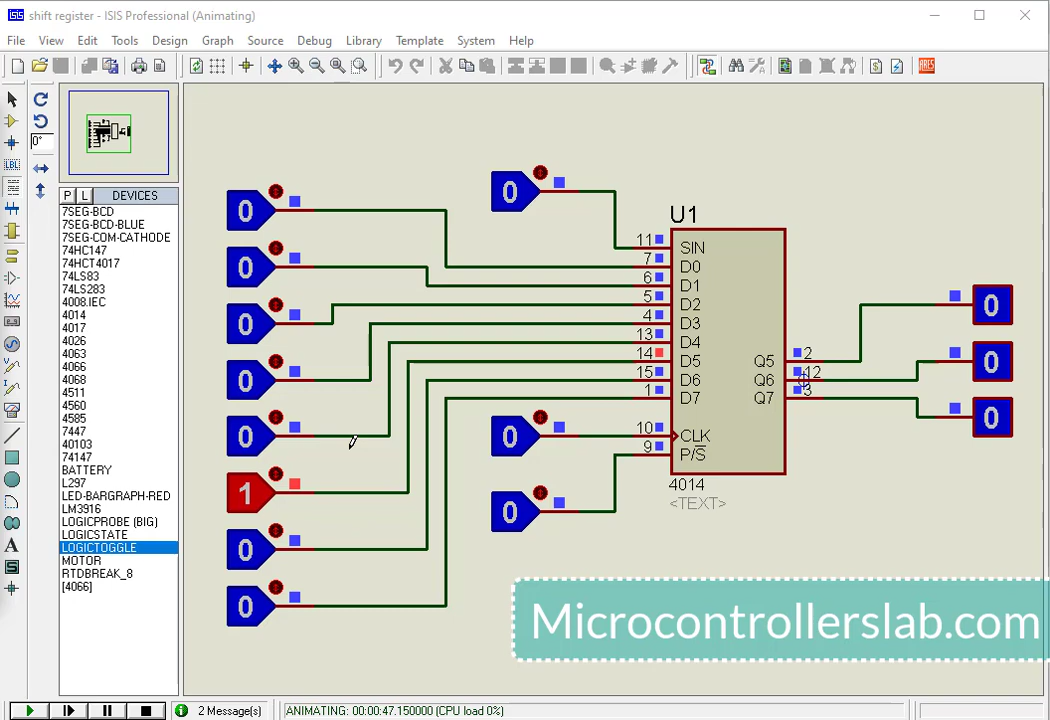 ISIS shift register - ISIS Professional (Animating)
File View Edit Tools Design Graph Source Debug Library Template System Help
ARES
LBL
0°
P L DEVICES
7SEG-BCD
7SEG-BCD-BLUE
7SEG-COM-CATHODE
74HC147
74HCT4017
74LS83
74LS283
4008.IEC
4014
4017
4026
4063
4066
4068
4511
4560
4585
7447
40103
74147
BATTERY
L297
LED-BARGRAPH-RED
LM3916
LOGICPROBE (BIG)
LOGICSTATE
LOGICTOGGLE
MOTOR
RTDBREAK_8
[4066]
A
S
0
0
0
0
0
1
0
0
0
0
0
U1
11 SIN
7 D0
6 D1
5 D2
4 D3
13 D4
14 D5
15 D6
1 D7
10 CLK
9 P/S
Q5 2
Q6 12
Q7 3
4014
<TEXT>
0
0
0
Microcontrollerslab.com
2 Message(s)
ANIMATING: 00:00:47.150000 (CPU load 0%)